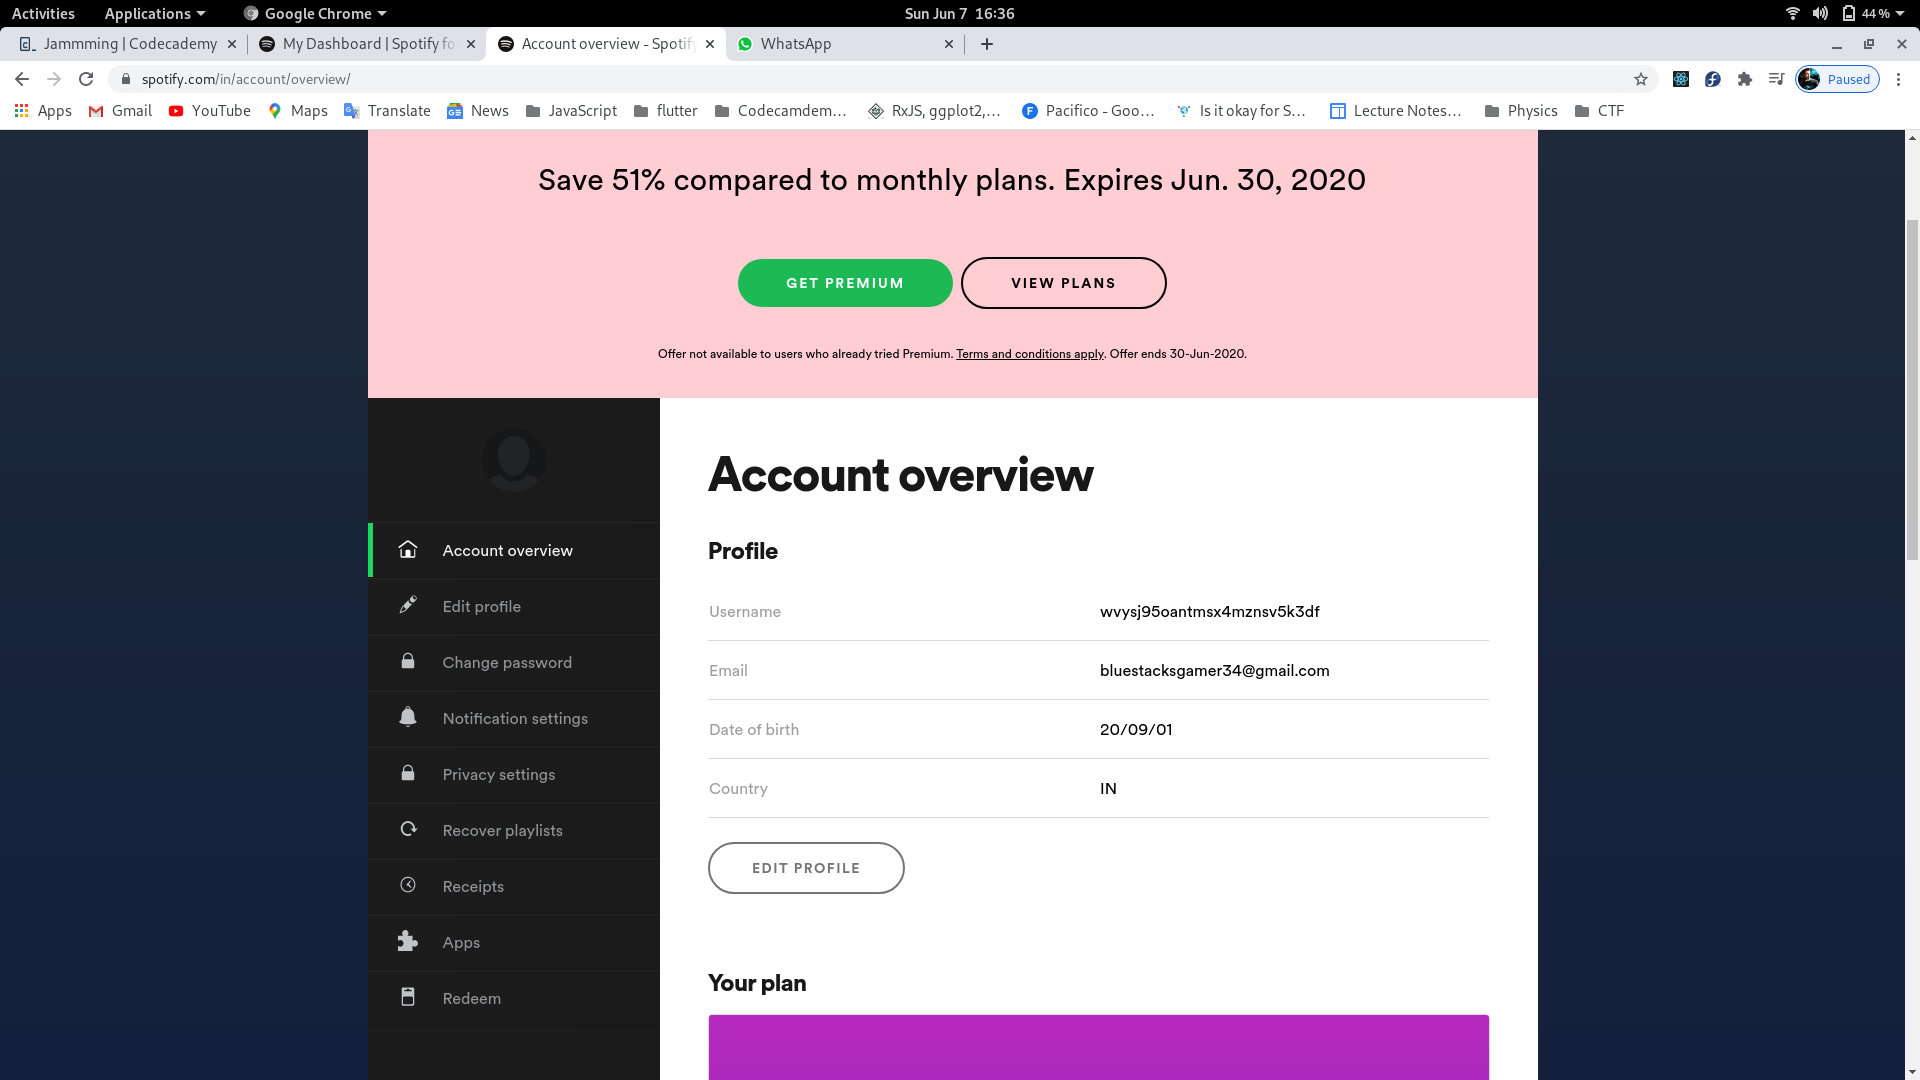 Activities Applications Google Chrome Sun Jun 7 16:36 44 %
Jammming | Codecademy My Dashboard | Spotify fo Account overview - Spotify WhatsApp
spotify.com/in/account/overview/ Paused
Apps Gmail YouTube Maps Translate News JavaScript flutter Codecamdem... RxJS, ggplot2,... Pacifico - Goo... Is it okay for S... Lecture Notes... Physics CTF
Save 51% compared to monthly plans. Expires Jun. 30, 2020
GET PREMIUM VIEW PLANS
Offer not available to users who already tried Premium. Terms and conditions apply. Offer ends 30-Jun-2020.
Account overview
Edit profile
Change password
Notification settings
Privacy settings
Recover playlists
Receipts
Apps
Redeem
Account overview
Profile
Username wvysj95oantmsx4mznsv5k3df
Email bluestacksgamer34@gmail.com
Date of birth 20/09/01
Country IN
EDIT PROFILE
Your plan